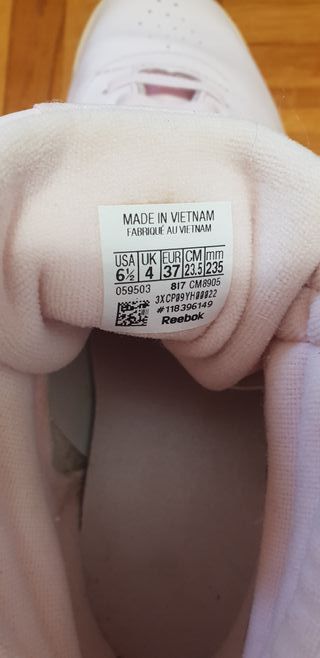 MADE IN VIETNAM
FABRIQUÉ AU VIETNAM
USA UK EUR CM mm
6½ 4 37 23.5 235
059503 817 CM8905
3XCP09YH00022
#118396149
Reebok